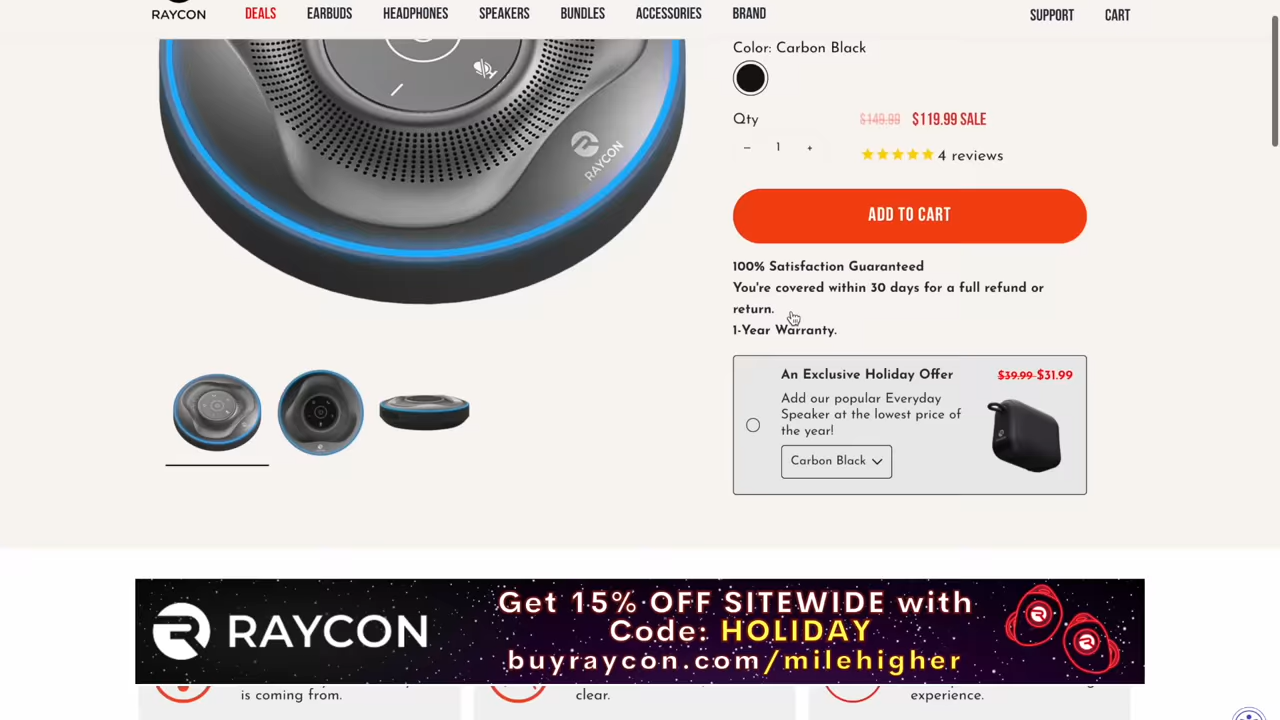 RAYCON
DEALS
EARBUDS
HEADPHONES
SPEAKERS
BUNDLES
ACCESSORIES
BRAND
SUPPORT
CART
RAYCON
Color: Carbon Black
Qty
$149.99 $119.99 SALE
− 1 +
4 reviews
ADD TO CART
100% Satisfaction Guaranteed
You're covered within 30 days for a full refund or
return.
1-Year Warranty.
An Exclusive Holiday Offer
$39.99 $31.99
Add our popular Everyday
Speaker at the lowest price of
the year!
Carbon Black
RAYCON
Get 15% OFF SITEWIDE with
Code: HOLIDAY
buyraycon.com/milehigher
is coming from.
clear.
experience.